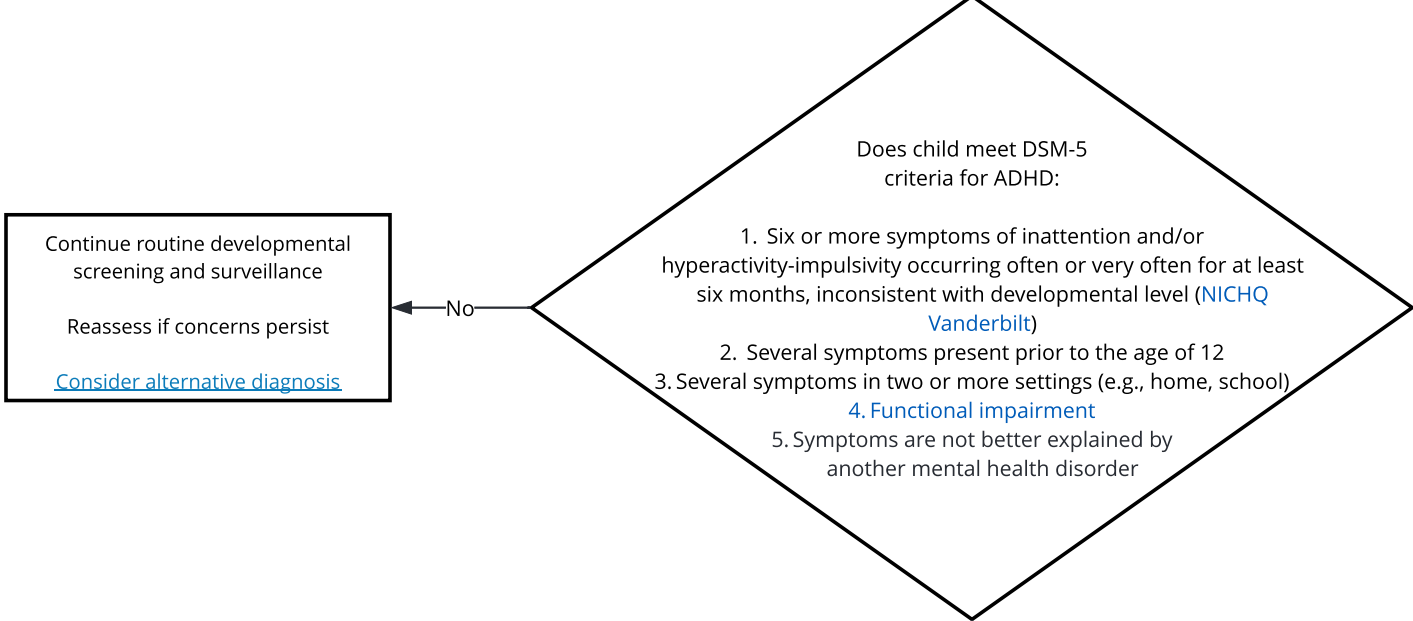 Does child meet DSM-5
criteria for ADHD:
1. Six or more symptoms of inattention and/or
hyperactivity-impulsivity occurring often or very often for at least
six months, inconsistent with developmental level (NICHQ
Vanderbilt)
2. Several symptoms present prior to the age of 12
3. Several symptoms in two or more settings (e.g., home, school)
4. Functional impairment
5. Symptoms are not better explained by
another mental health disorder
No
Continue routine developmental
screening and surveillance
Reassess if concerns persist
Consider alternative diagnosis